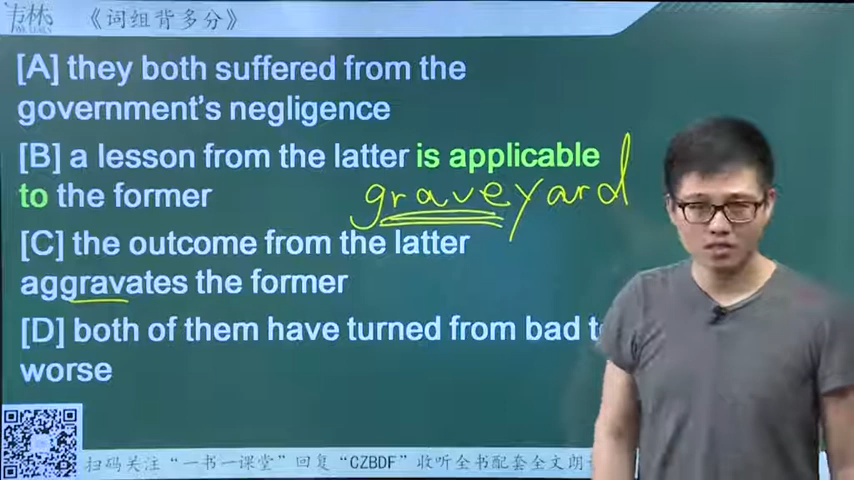 韦林
《词组背多分》
[A] they both suffered from the
government's negligence
[B] a lesson from the latter is applicable
to the former
graveyard
[C] the outcome from the latter
aggravates the former
[D] both of them have turned from bad t
worse
扫码关注“一书一课堂”回复“CZBDF”收听全书配套全文朗